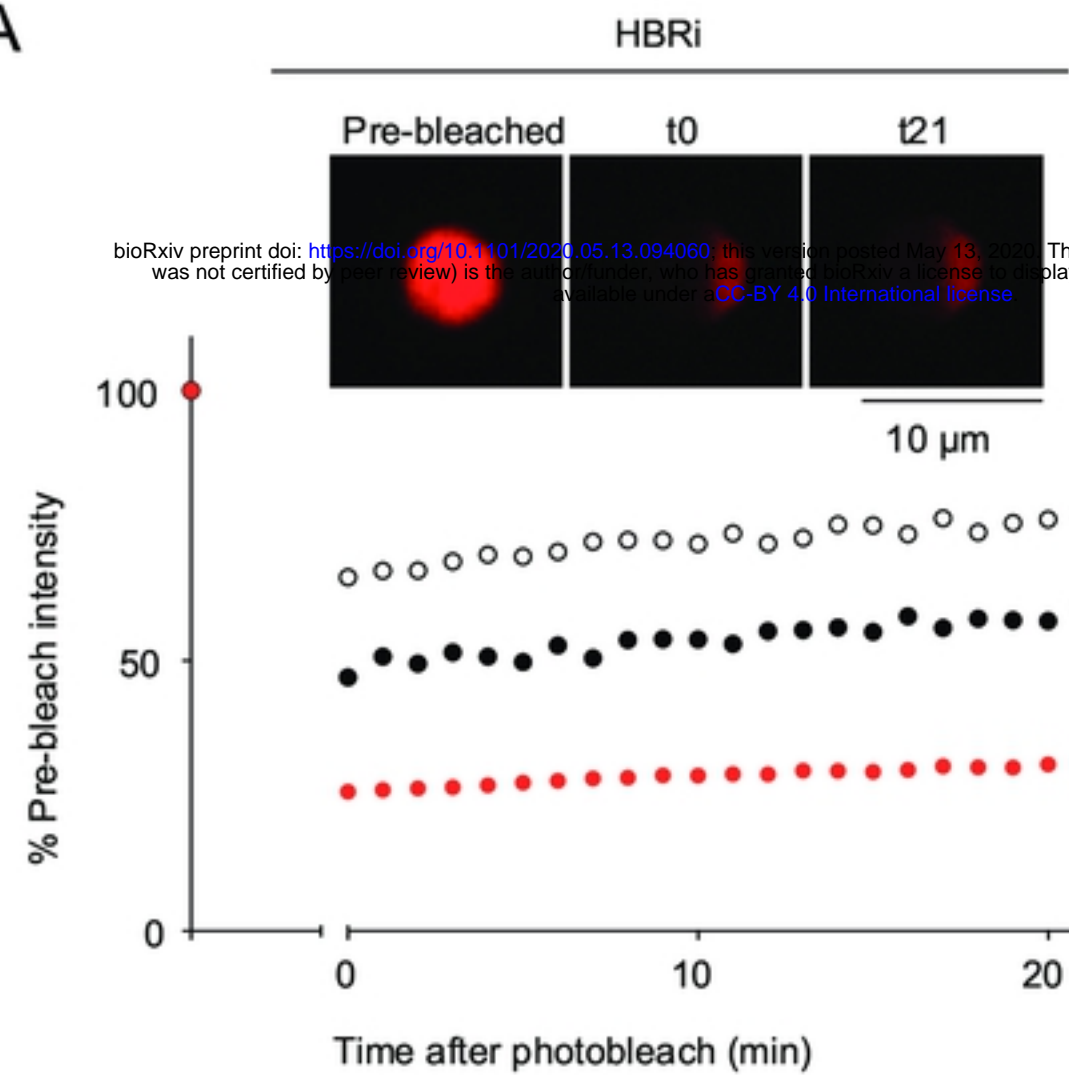 A
HBRi
Pre-bleached t0 t21
bioRxiv preprint doi: https://doi.org/10.1101/2020.05.13.094060; this version posted May 13, 2020. Th
was not certified by peer review) is the author/funder, who has granted bioRxiv a license to displa
available under aCC-BY 4.0 International license.
10 µm
% Pre-bleach intensity
100
50
0
0 10 20
Time after photobleach (min)